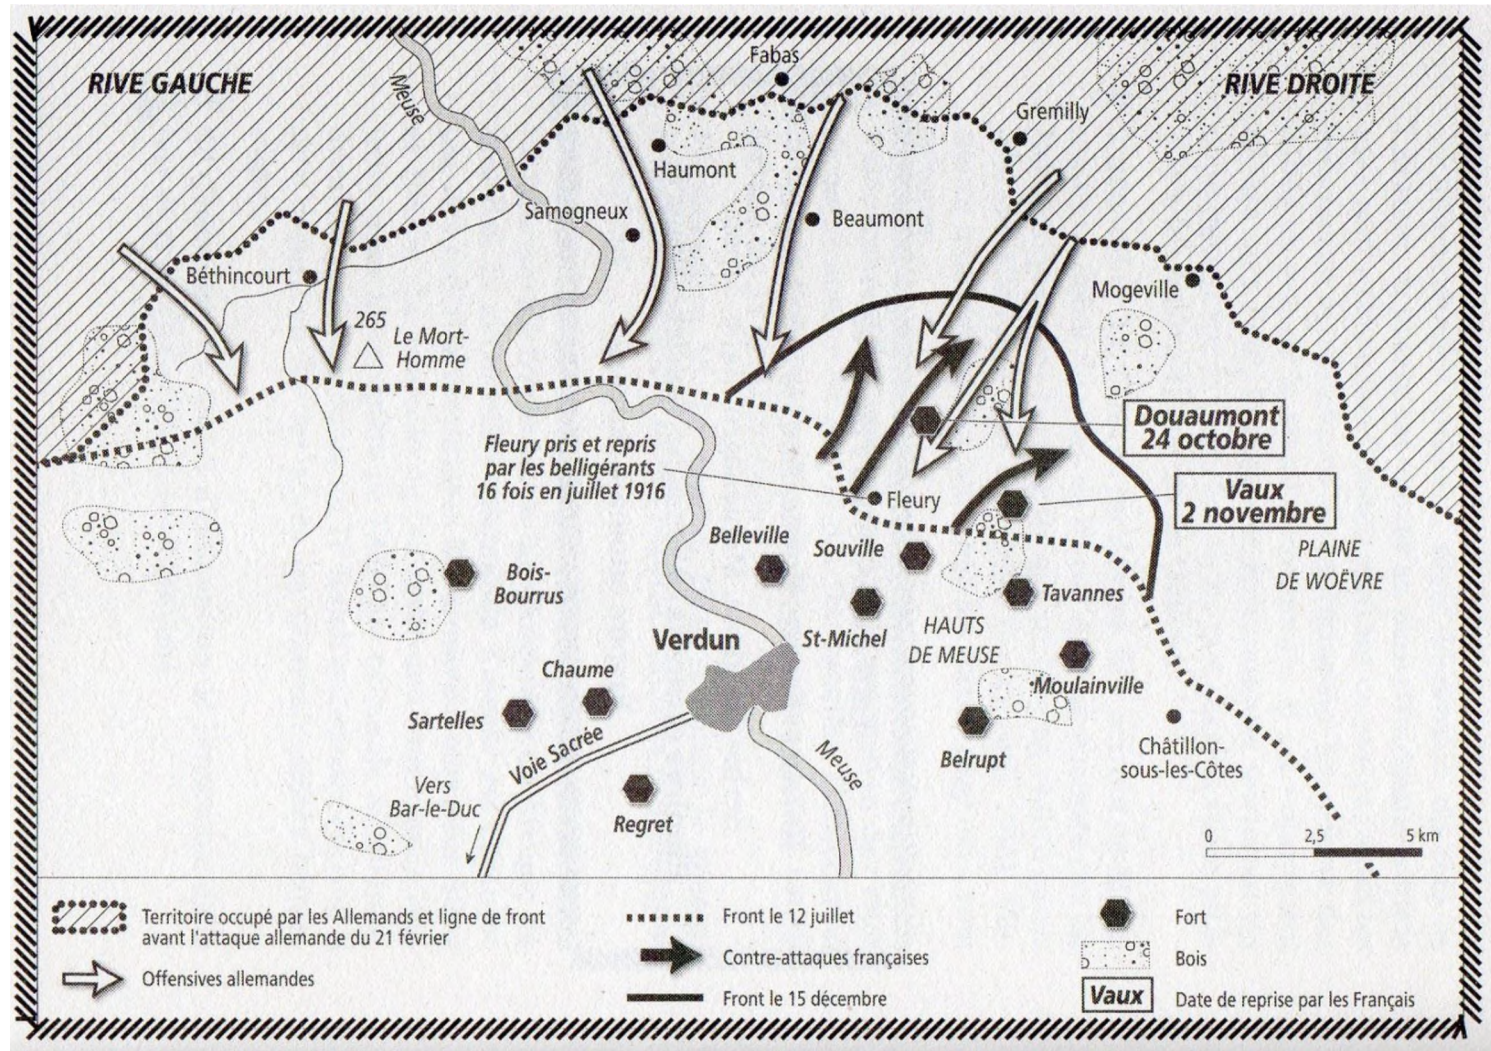 RIVE GAUCHE
Meuse
Fabas
RIVE DROITE
Gremilly
Haumont
Samogneux
Beaumont
Béthincourt
Mogeville
265
Le Mort-
Homme
Douaumont
24 octobre
Fleury pris et repris
par les belligérants
16 fois en juillet 1916
Fleury
Vaux
2 novembre
PLAINE
DE WOËVRE
Belleville
Souville
Bois-
Bourrus
Tavannes
St-Michel
HAUTS
DE MEUSE
Verdun
Chaume
Moulainville
Sartelles
Voie Sacrée
Belrupt
Châtillon-
sous-les-Côtes
Meuse
Vers
Bar-le-Duc
Regret
0 2,5 5 km
Territoire occupé par les Allemands et ligne de front
avant l'attaque allemande du 21 février
Offensives allemandes
Front le 12 juillet
Contre-attaques françaises
Front le 15 décembre
Fort
Bois
Vaux
Date de reprise par les Français